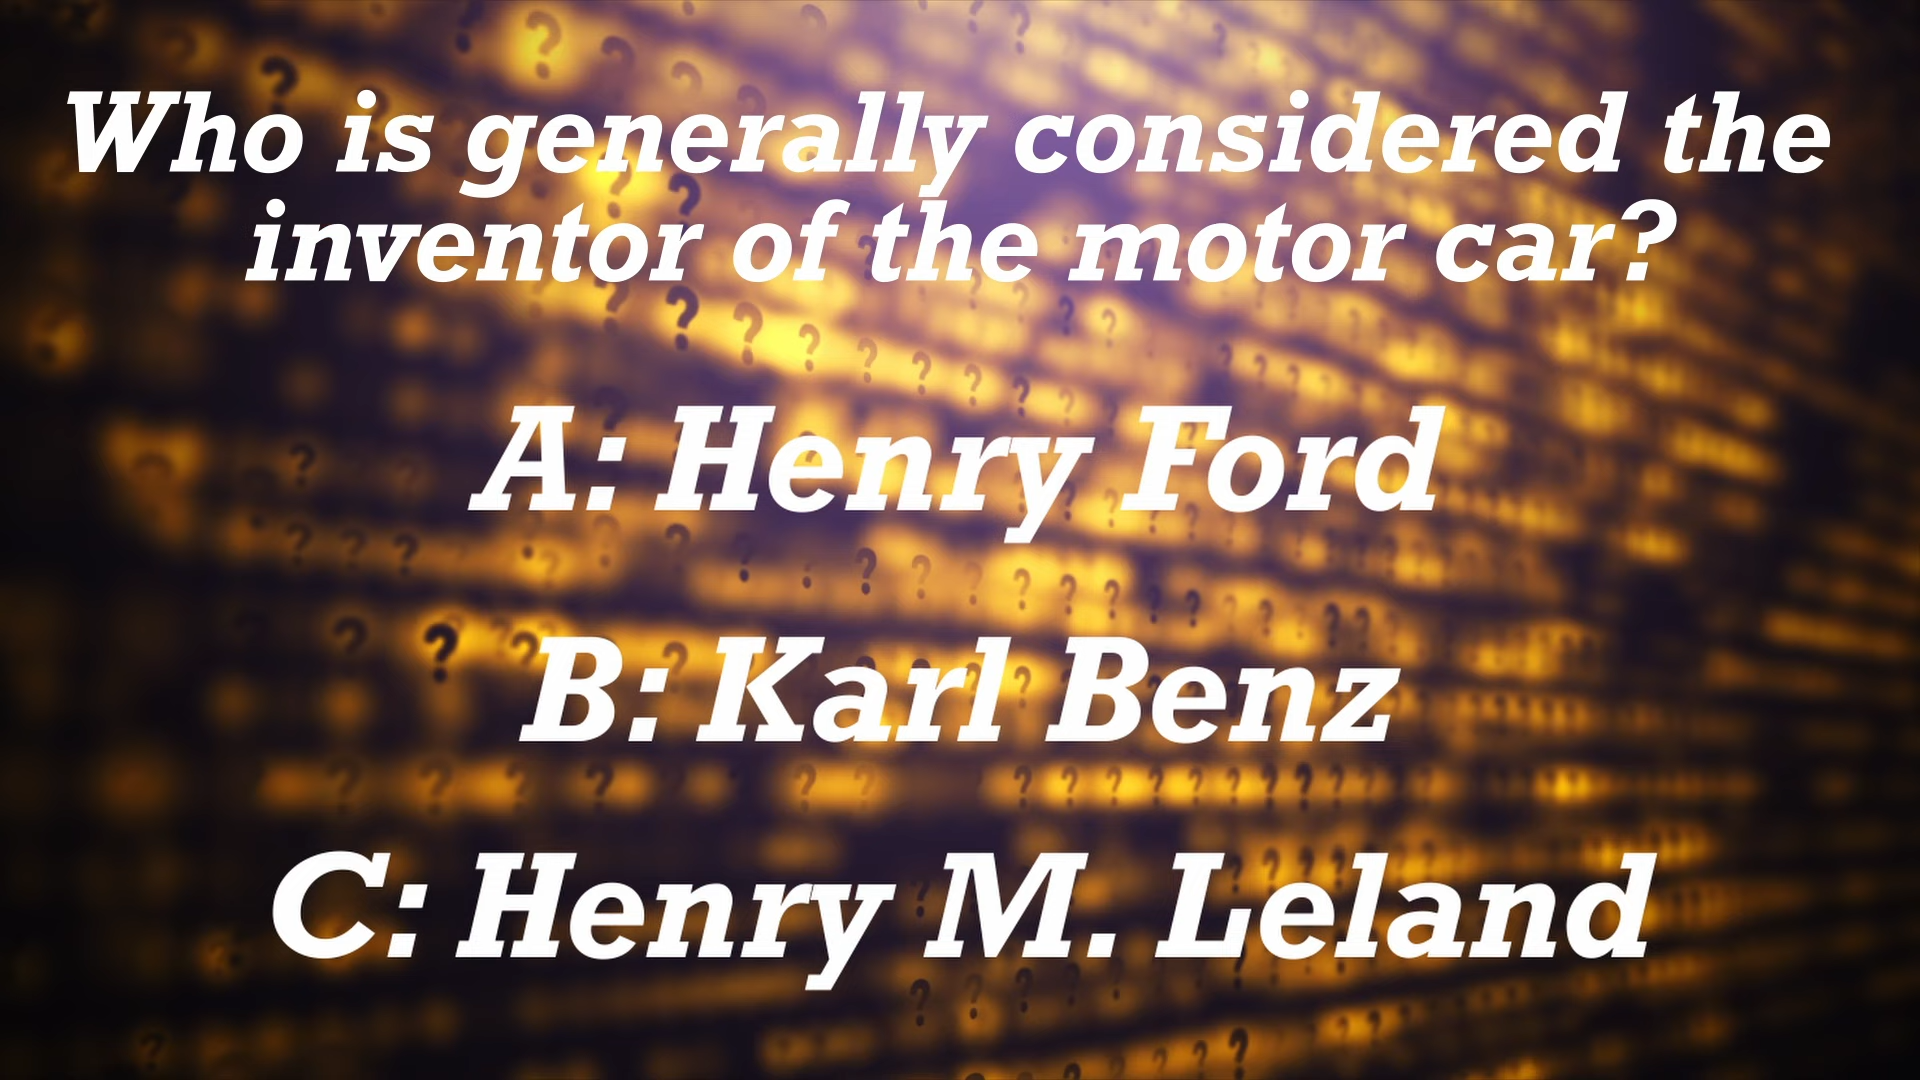 Who is generally considered the
inventor of the motor car?
A: Henry Ford
B: Karl Benz
C: Henry M. Leland